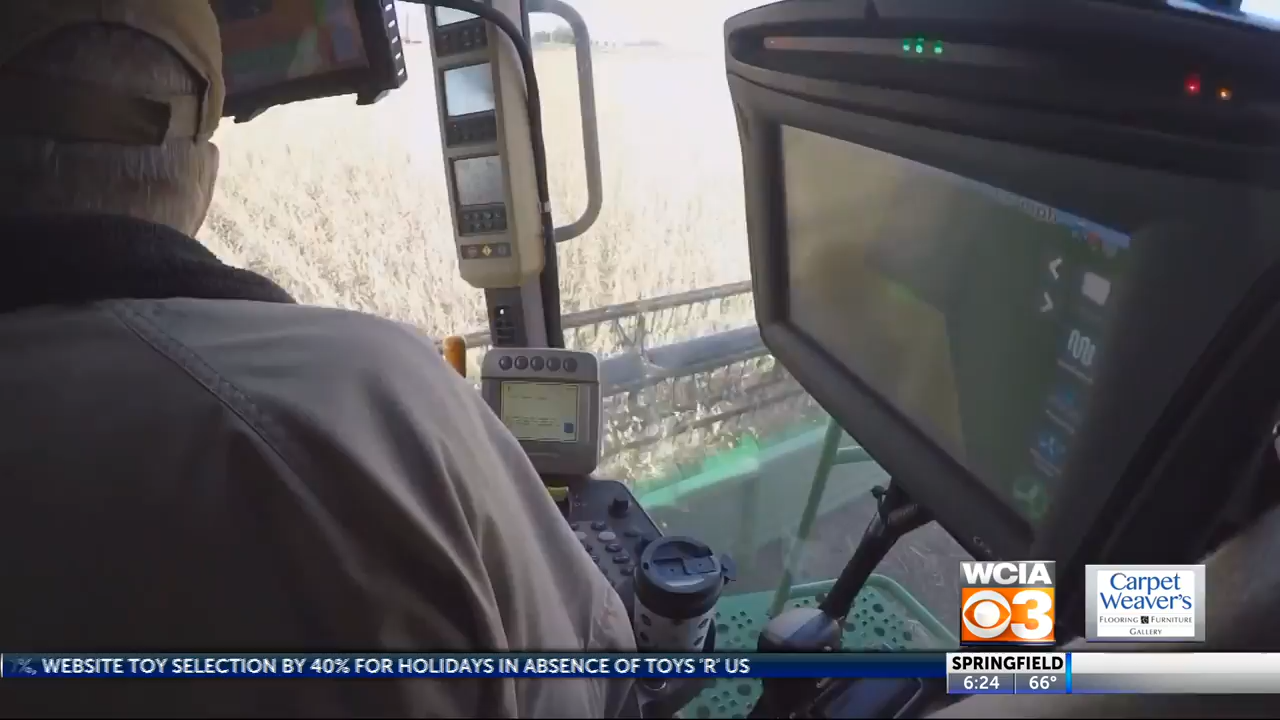 WCIA
3
Carpet
Weaver's
FLOORING & FURNITURE
GALLERY
%, WEBSITE TOY SELECTION BY 40% FOR HOLIDAYS IN ABSENCE OF TOYS 'R' US
SPRINGFIELD
6:24 66°